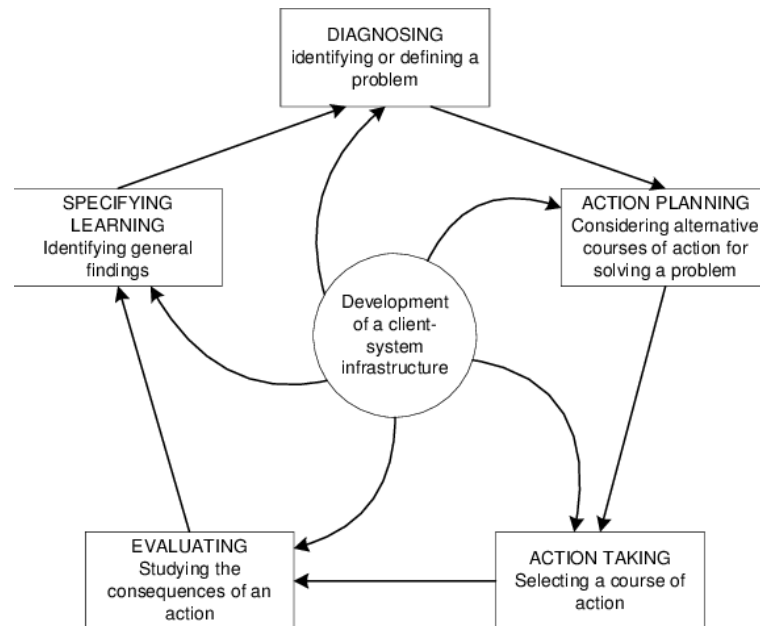 DIAGNOSING
identifying or defining a
problem
SPECIFYING
LEARNING
Identifying general
findings
ACTION PLANNING
Considering alternative
courses of action for
solving a problem
Development
of a client-
system
infrastructure
EVALUATING
Studying the
consequences of an
action
ACTION TAKING
Selecting a course of
action